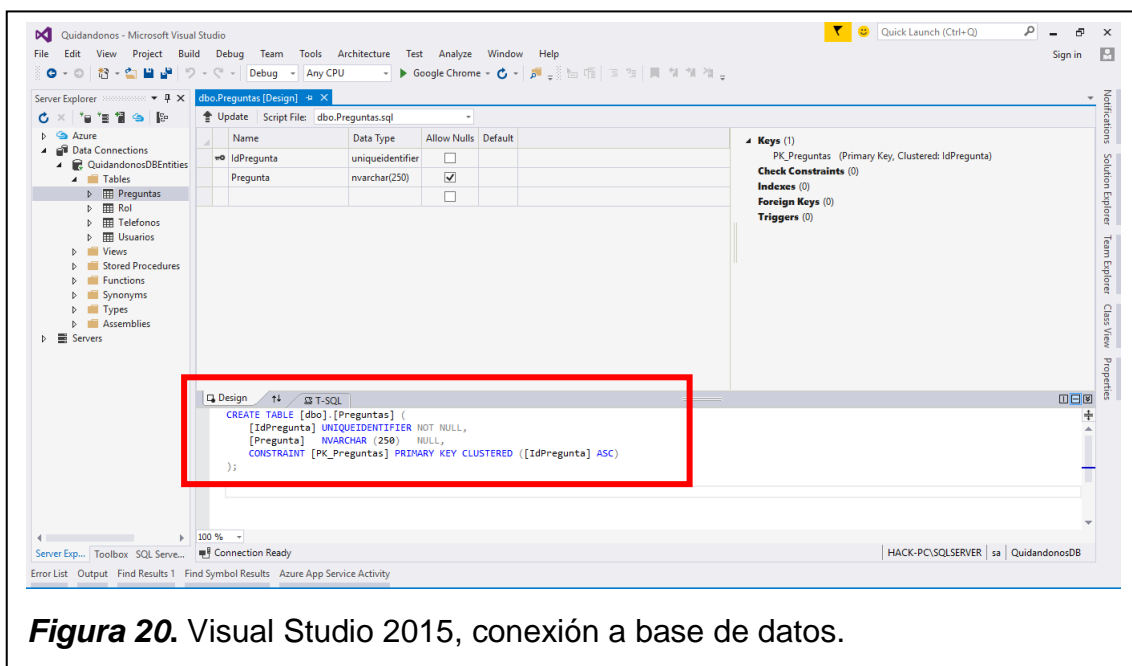 Quidandonos - Microsoft Visual Studio
Quick Launch (Ctrl+Q)
File Edit View Project Build Debug Team Tools Architecture Test Analyze Window Help
Sign in
Debug Any CPU Google Chrome
Server Explorer
dbo.Preguntas [Design]
Update Script File: dbo.Preguntas.sql
Azure
Data Connections
QuidandonosDBEntities
Tables
Preguntas
Rol
Telefonos
Usuarios
Views
Stored Procedures
Functions
Synonyms
Types
Assemblies
Servers
Name Data Type Allow Nulls Default
IdPregunta uniqueidentifier
Pregunta nvarchar(250)
Keys (1)
PK_Preguntas (Primary Key, Clustered: IdPregunta)
Check Constraints (0)
Indexes (0)
Foreign Keys (0)
Triggers (0)
Notifications
Solution Explorer
Team Explorer
Class View
Properties
Design T-SQL
CREATE TABLE [dbo].[Preguntas] (
[IdPregunta] UNIQUEIDENTIFIER NOT NULL,
[Pregunta] NVARCHAR (250) NULL,
CONSTRAINT [PK_Preguntas] PRIMARY KEY CLUSTERED ([IdPregunta] ASC)
);
100 %
Server Exp... Toolbox SQL Serve...
Connection Ready
HACK-PC\SQLSERVER sa QuidandonosDB
Error List Output Find Results 1 Find Symbol Results Azure App Service Activity
Figura 20. Visual Studio 2015, conexión a base de datos.